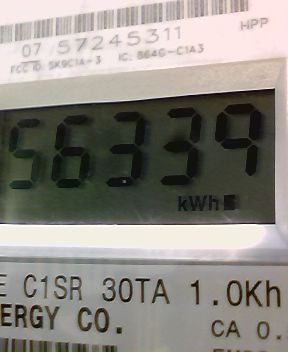 HPP
07 57245311
FCC ID: SK9C1A-3 IC: 864G-C1A3
56339
kWh
E C1SR 30TA 1.0Kh
ERGY CO.
CA 0.